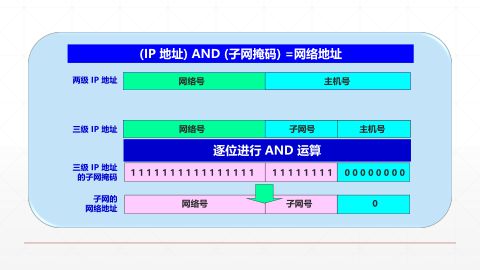 (IP 地址) AND (子网掩码) =网络地址
两级 IP 地址 网络号 主机号
三级 IP 地址 网络号 子网号 主机号
逐位进行 AND 运算
三级 IP 地址
的子网掩码
1 1 1 1 1 1 1 1 1 1 1 1 1 1 1 1 1 1 1 1 1 1 1 1 0 0 0 0 0 0 0 0
子网的
网络地址
网络号 子网号 0